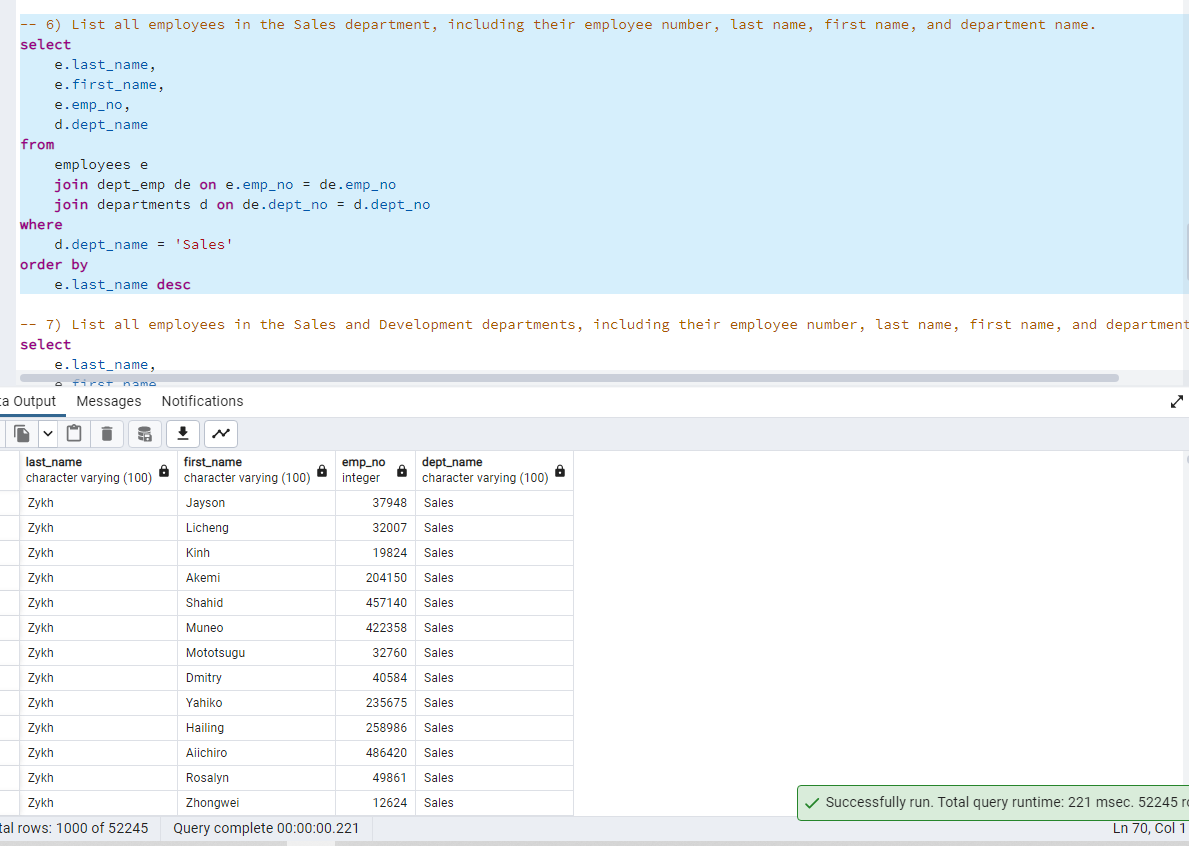 -- 6) List all employees in the Sales department, including their employee number, last name, first name, and department name.
select
e.last_name,
e.first_name,
e.emp_no,
d.dept_name
from
employees e
join dept_emp de on e.emp_no = de.emp_no
join departments d on de.dept_no = d.dept_no
where
d.dept_name = 'Sales'
order by
e.last_name desc
-- 7) List all employees in the Sales and Development departments, including their employee number, last name, first name, and department
select
e.last_name,
e.first_name
ta Output Messages Notifications
last_name first_name emp_no dept_name
character varying (100) character varying (100) integer character varying (100)
Zykh Jayson 37948 Sales
Zykh Licheng 32007 Sales
Zykh Kinh 19824 Sales
Zykh Akemi 204150 Sales
Zykh Shahid 457140 Sales
Zykh Muneo 422358 Sales
Zykh Mototsugu 32760 Sales
Zykh Dmitry 40584 Sales
Zykh Yahiko 235675 Sales
Zykh Hailing 258986 Sales
Zykh Aiichiro 486420 Sales
Zykh Rosalyn 49861 Sales
Zykh Zhongwei 12624 Sales
Successfully run. Total query runtime: 221 msec. 52245 ro
tal rows: 1000 of 52245 Query complete 00:00:00.221 Ln 70, Col 1